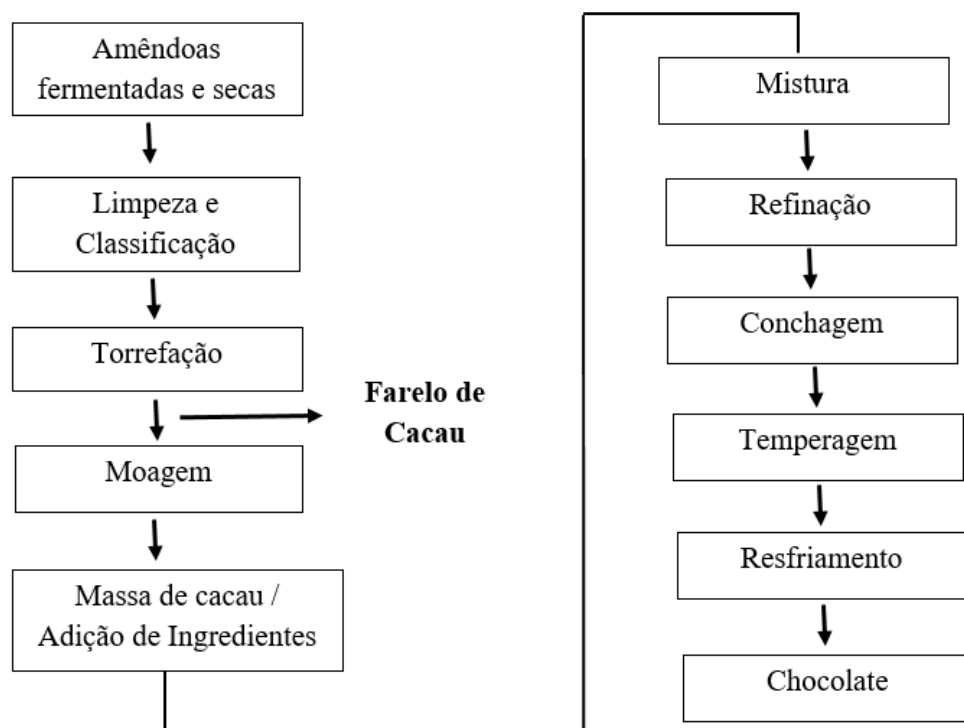 Amêndoas
fermentadas e secas
Limpeza e
Classificação
Torrefação
Farelo de
Cacau
Moagem
Massa de cacau /
Adição de Ingredientes
Mistura
Refinação
Conchagem
Temperagem
Resfriamento
Chocolate